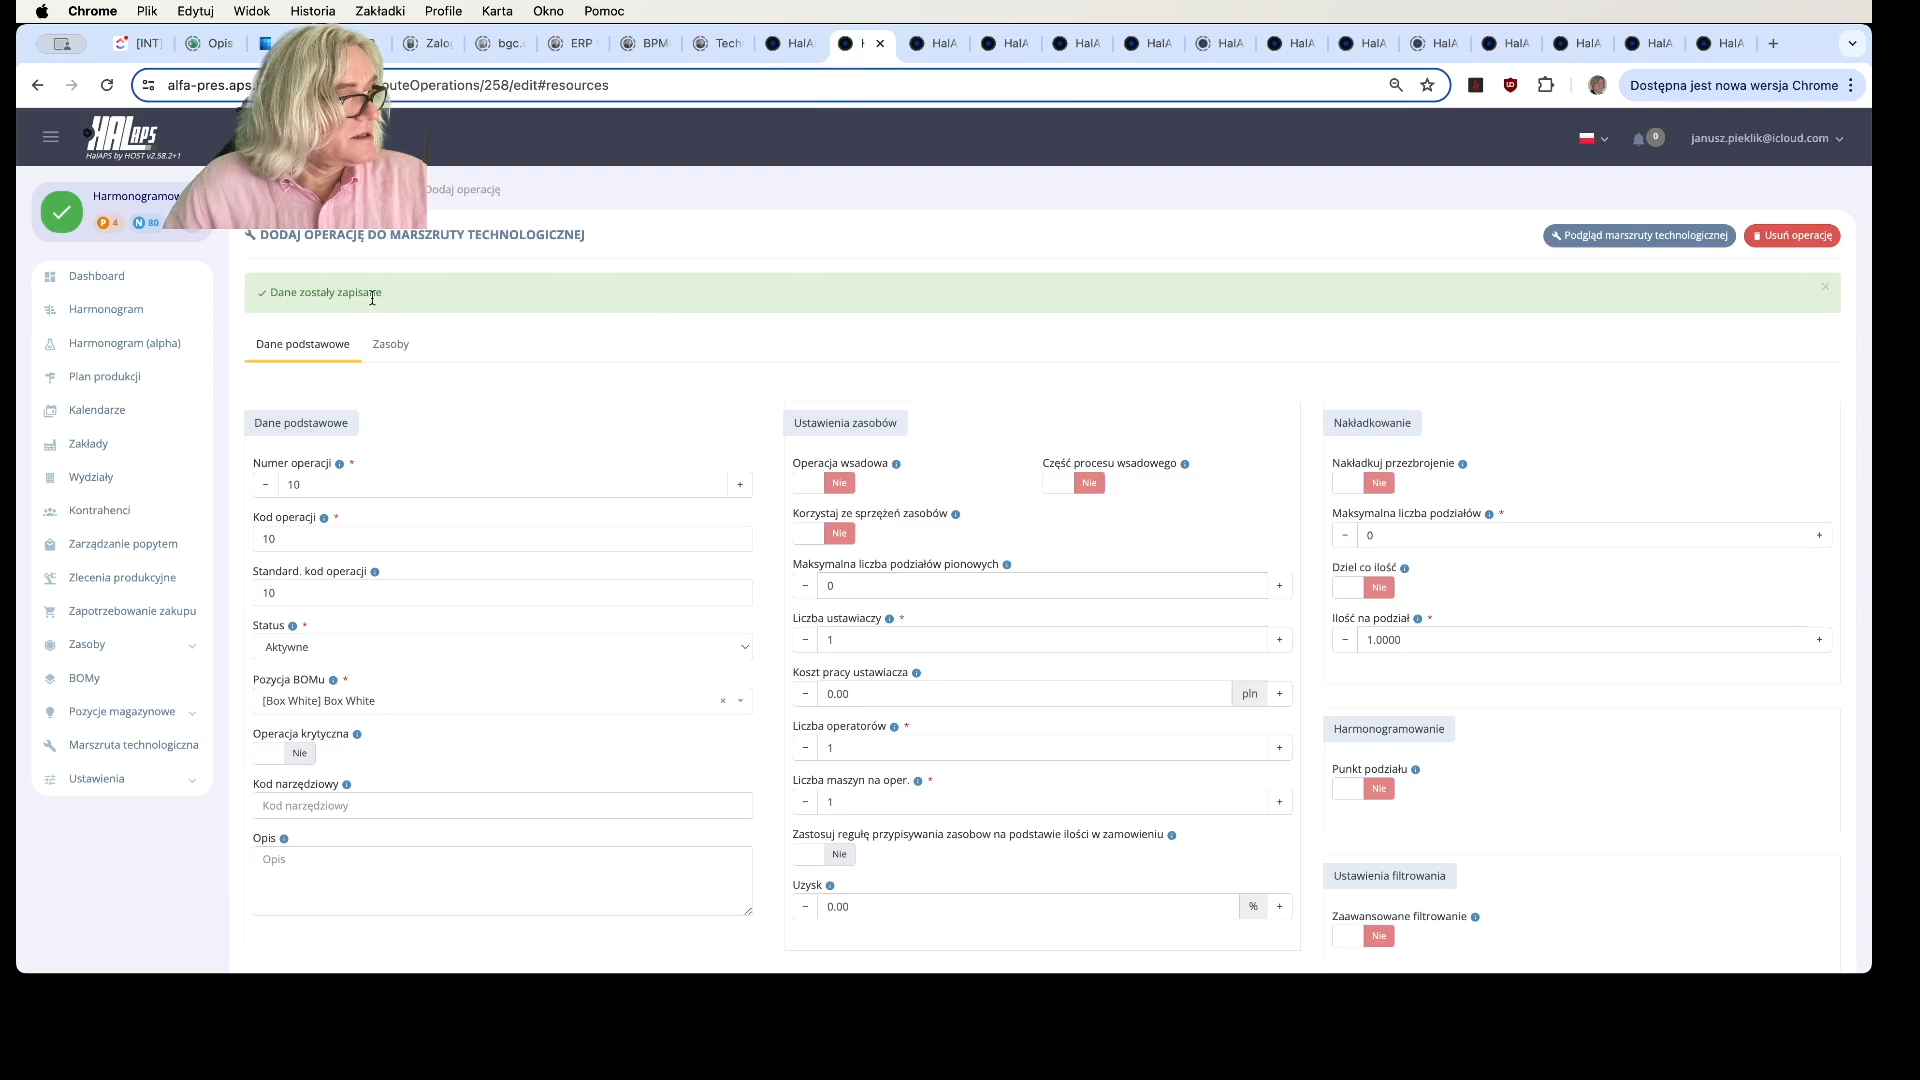 Chrome Plik Edytuj Widok Historia Zakładki Profile Karta Okno Pomoc
[INT] Opis Zalo bgc. ERP BPM Tech HalA HalA HalA HalA HalA HalA HalA HalA HalA HalA HalA HalA HalA
alfa-pres.aps. outeOperations/258/edit#resources
Dostępna jest nowa wersja Chrome
HAL APS
HalAPS by HOST v2.58.2+1
0
janusz.pieklik@icloud.com
Harmonogramow
P 4 N 80
Dodaj operację
DODAJ OPERACJĘ DO MARSZRUTY TECHNOLOGICZNEJ
Podgląd marszruty technologicznej
Usuń operację
Dane zostały zapisane
Dane podstawowe Zasoby
Dashboard
Harmonogram
Harmonogram (alpha)
Plan produkcji
Kalendarze
Zakłady
Wydziały
Kontrahenci
Zarządzanie popytem
Zlecenia produkcyjne
Zapotrzebowanie zakupu
Zasoby
BOMy
Pozycje magazynowe
Marszruta technologiczna
Ustawienia
Dane podstawowe
Numer operacji *
− 10 +
Kod operacji *
10
Standard. kod operacji
10
Status *
Aktywne
Pozycja BOMu *
[Box White] Box White ×
Operacja krytyczna
Nie
Kod narzędziowy
Kod narzędziowy
Opis
Opis
Ustawienia zasobów
Operacja wsadowa
Nie
Część procesu wsadowego
Nie
Korzystaj ze sprzężeń zasobów
Nie
Maksymalna liczba podziałów pionowych
− 0 +
Liczba ustawiaczy *
− 1 +
Koszt pracy ustawiacza
− 0.00 pln +
Liczba operatorów *
− 1 +
Liczba maszyn na oper. *
− 1 +
Zastosuj regułę przypisywania zasobow na podstawie ilości w zamowieniu
Nie
Uzysk
− 0.00 % +
Nakładkowanie
Nakładkuj przezbrojenie
Nie
Maksymalna liczba podziałów *
− 0 +
Dziel co ilość
Nie
Ilość na podział *
− 1.0000 +
Harmonogramowanie
Punkt podziału
Nie
Ustawienia filtrowania
Zaawansowane filtrowanie
Nie